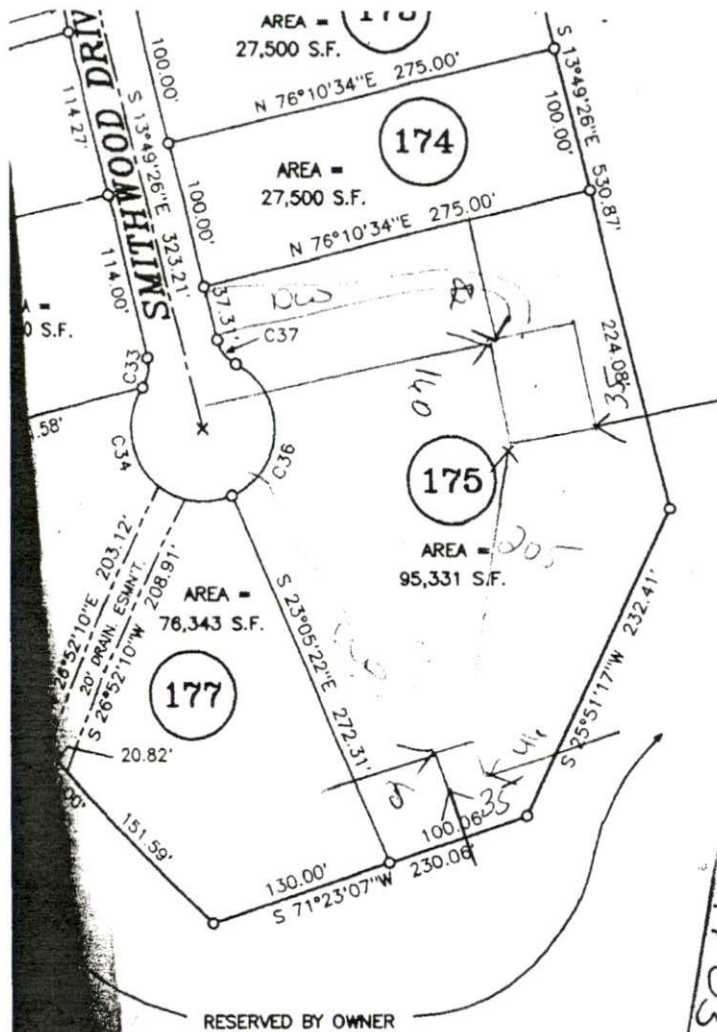 AREA =
27,500 S.F.
SMITHWOOD DRIV
100.00'
N 76°10'34"E 275.00'
S 13°49'26"E 530.87'
100.00'
114.27'
S 13°49'26"E 323.21'
174
AREA =
27,500 S.F.
100.00'
N 76°10'34"E 275.00'
114.00'
37.31'
C37
224.08'
0 S.F.
C33
.58'
C34
C36
160
53
175
AREA =
95,331 S.F.
205
203.12'
20' DRAIN. ESMNT.
S 26°52'10"W 208.91'
26°52'10"E
AREA =
76,343 S.F.
177
S 23°05'22"E 272.31'
S 25°51'17"W 232.41'
20.82'
151.59'
35
100.06'
130.00'
S 71°23'07"W 230.06'
RESERVED BY OWNER